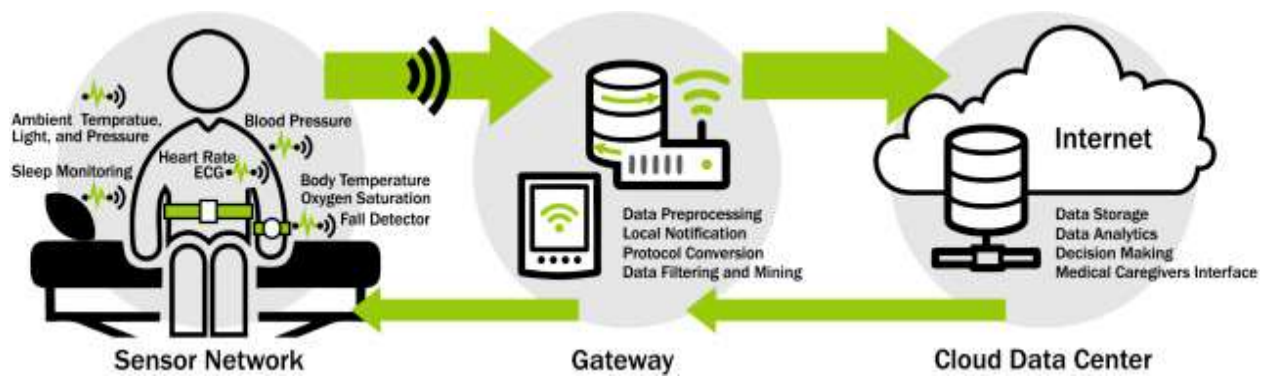 Ambient Tempratue,
Light, and Pressure
Sleep Monitoring
Blood Pressure
Heart Rate
ECG
Body Temperature
Oxygen Saturation
Fall Detector
Sensor Network
Data Preprocessing
Local Notification
Protocol Conversion
Data Filtering and Mining
Gateway
Internet
Data Storage
Data Analytics
Decision Making
Medical Caregivers Interface
Cloud Data Center